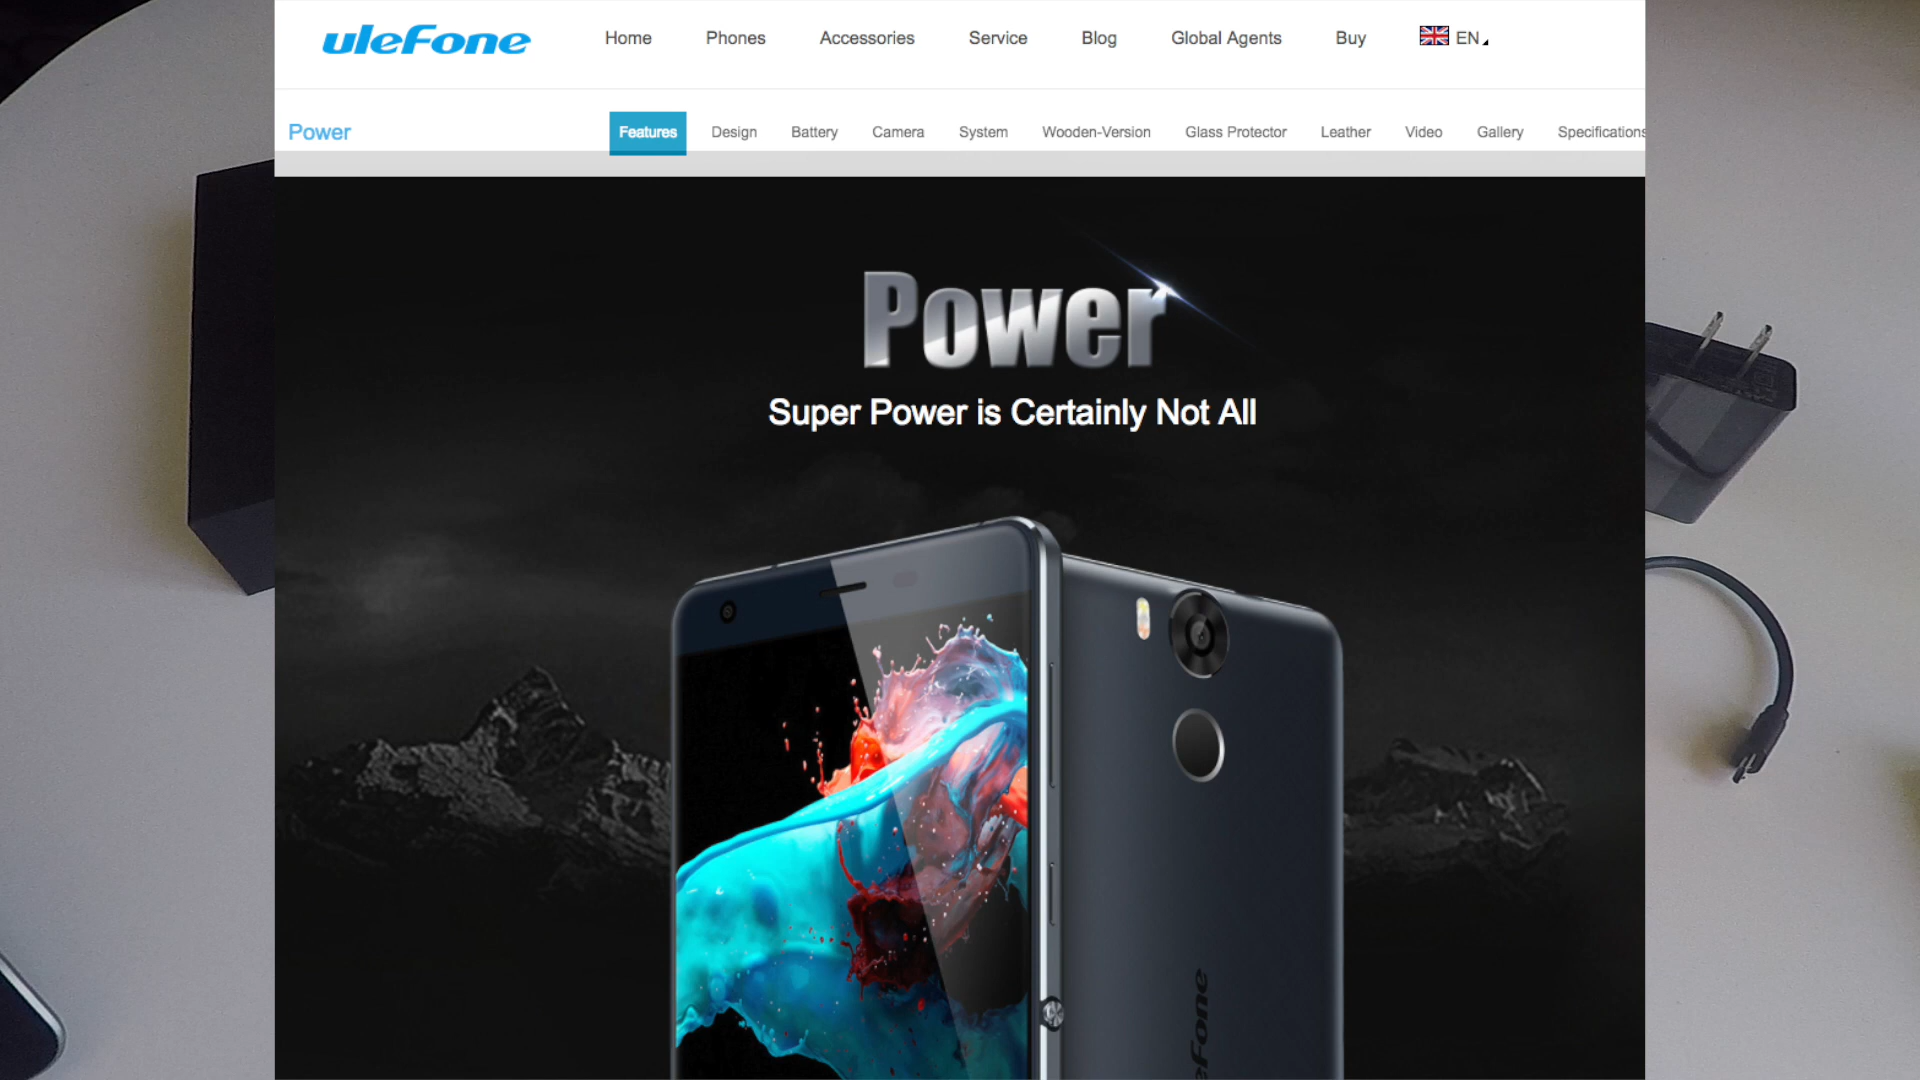 uleFone Home Phones Accessories Service Blog Global Agents Buy EN
Power Features Design Battery Camera System Wooden-Version Glass Protector Leather Video Gallery Specifications
Power
Super Power is Certainly Not All
eFone